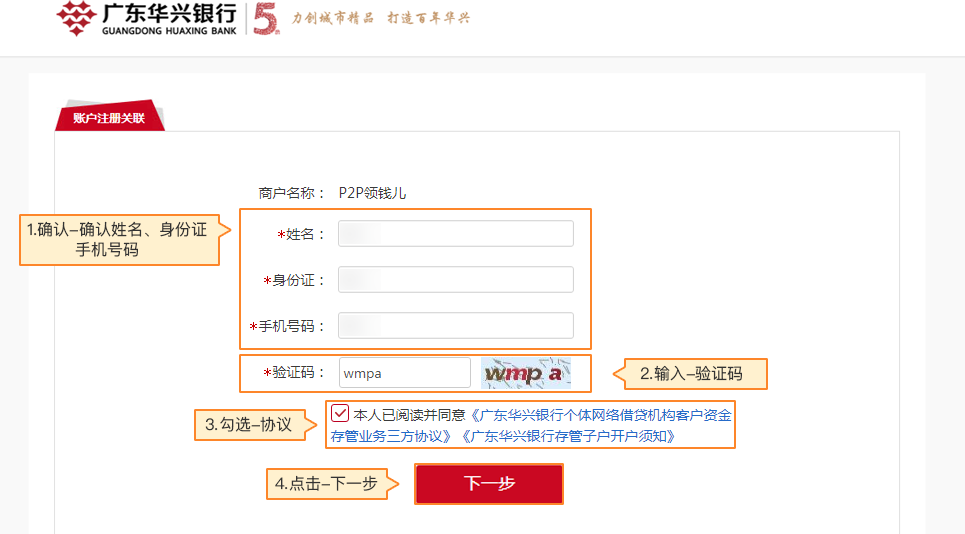 广东华兴银行
GUANGDONG HUAXING BANK
5
力创城市精品 打造百年华兴
账户注册关联
商户名称： P2P领钱儿
1.确认–确认姓名、身份证
手机号码
*姓名：
*身份证：
*手机号码：
*验证码： wmpa wmp a
2.输入–验证码
3.勾选–协议
本人已阅读并同意《广东华兴银行个体网络借贷机构客户资金
存管业务三方协议》《广东华兴银行存管子户开户须知》
4.点击–下一步
下一步